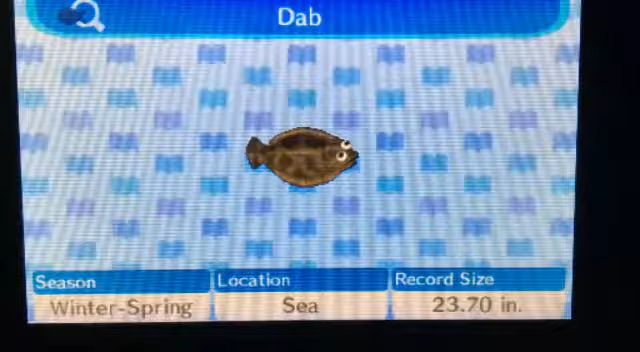 Dab
Season
Location
Record Size
Winter-Spring
Sea
23.70 in.